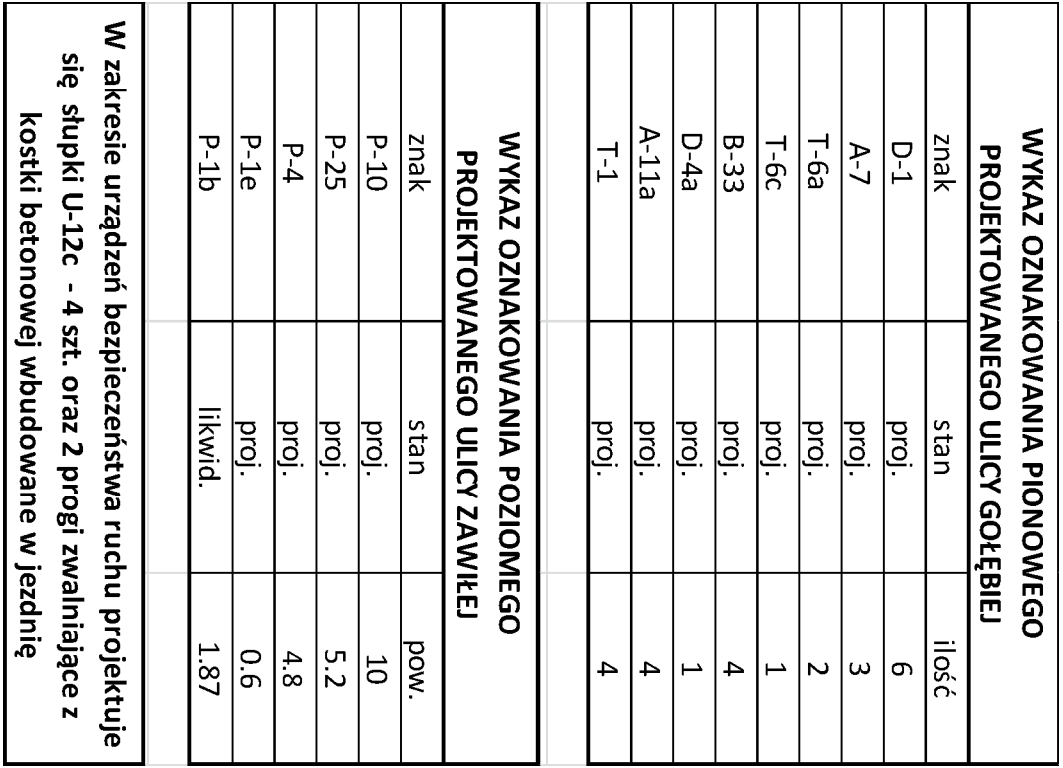 WYKAZ OZNAKOWANIA PIONOWEGO
PROJEKTOWANEGO ULICY GOŁĘBIEJ
znak stan ilość
D-1 proj. 6
A-7 proj. 3
T-6a proj. 2
T-6c proj. 1
B-33 proj. 4
D-4a proj. 1
A-11a proj. 4
T-1 proj. 4
WYKAZ OZNAKOWANIA POZIOMEGO
PROJEKTOWANEGO ULICY ZAWIŁEJ
znak stan pow.
P-10 proj. 10
P-25 proj. 5.2
P-4 proj. 4.8
P-1e proj. 0.6
P-1b likwid. 1.87
W zakresie urządzeń bezpieczeństwa ruchu projektuje
się słupki U-12c - 4 szt. oraz 2 progi zwalniające z
kostki betonowej wbudowane w jezdnię